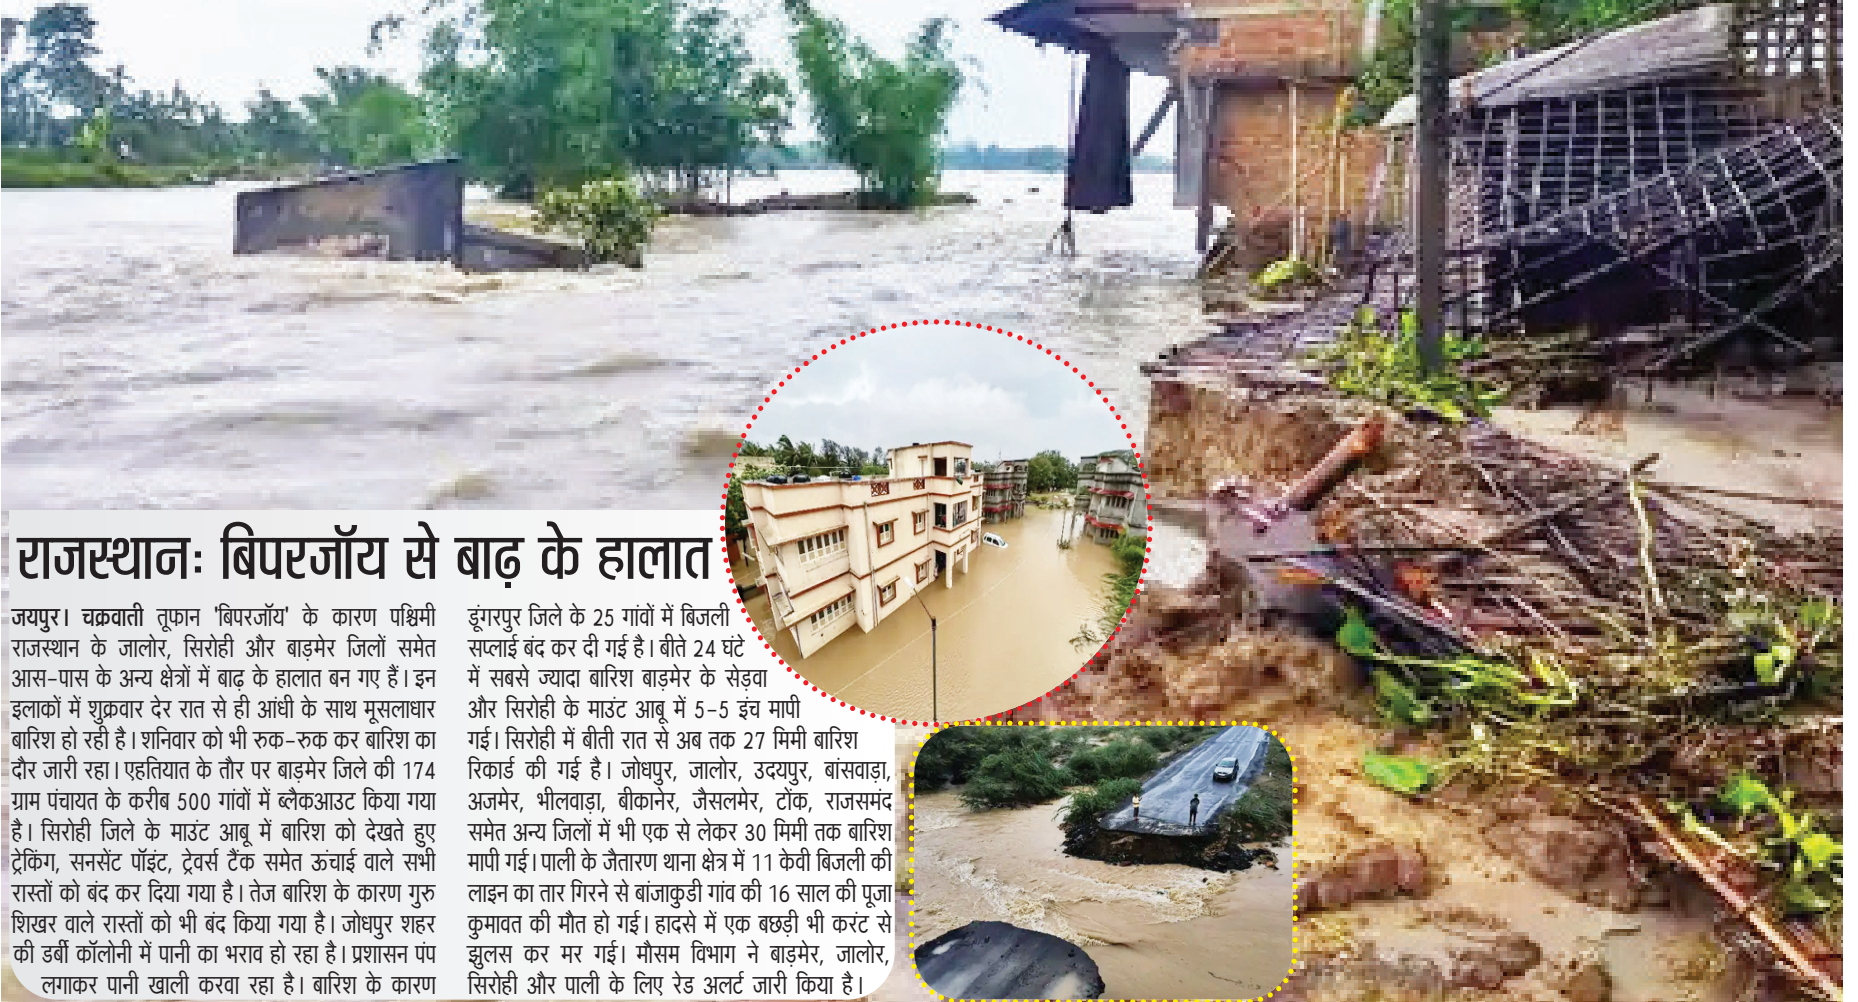 राजस्थानः बिपरजॉय से बाढ़ के हालात
जयपुर। चक्रवाती तूफान 'बिपरजॉय' के कारण पश्चिमी
राजस्थान के जालोर, सिरोही और बाड़मेर जिलों समेत
आस-पास के अन्य क्षेत्रों में बाढ़ के हालात बन गए हैं। इन
इलाकों में शुक्रवार देर रात से ही आंधी के साथ मूसलाधार
बारिश हो रही है। शनिवार को भी रुक-रुक कर बारिश का
दौर जारी रहा। एहतियात के तौर पर बाड़मेर जिले की 174
ग्राम पंचायत के करीब 500 गांवों में ब्लैकआउट किया गया
है। सिरोही जिले के माउंट आबू में बारिश को देखते हुए
ट्रेकिंग, सनसेंट पॉइंट, ट्रेवर्स टैंक समेत ऊंचाई वाले सभी
रास्तों को बंद कर दिया गया है। तेज बारिश के कारण गुरु
शिखर वाले रास्तों को भी बंद किया गया है। जोधपुर शहर
की डर्बी कॉलोनी में पानी का भराव हो रहा है। प्रशासन पंप
लगाकर पानी खाली करवा रहा है। बारिश के कारण
डूंगरपुर जिले के 25 गांवों में बिजली
सप्लाई बंद कर दी गई है। बीते 24 घंटे
में सबसे ज्यादा बारिश बाड़मेर के सेड़वा
और सिरोही के माउंट आबू में 5-5 इंच मापी
गई। सिरोही में बीती रात से अब तक 27 मिमी बारिश
रिकार्ड की गई है। जोधपुर, जालोर, उदयपुर, बांसवाड़ा,
अजमेर, भीलवाड़ा, बीकानेर, जैसलमेर, टोंक, राजसमंद
समेत अन्य जिलों में भी एक से लेकर 30 मिमी तक बारिश
मापी गई। पाली के जैतारण थाना क्षेत्र में 11 केवी बिजली की
लाइन का तार गिरने से बांजाकुडी गांव की 16 साल की पूजा
कुमावत की मौत हो गई। हादसे में एक बछड़ी भी करंट से
झुलस कर मर गई। मौसम विभाग ने बाड़मेर, जालोर,
सिरोही और पाली के लिए रेड अलर्ट जारी किया है।